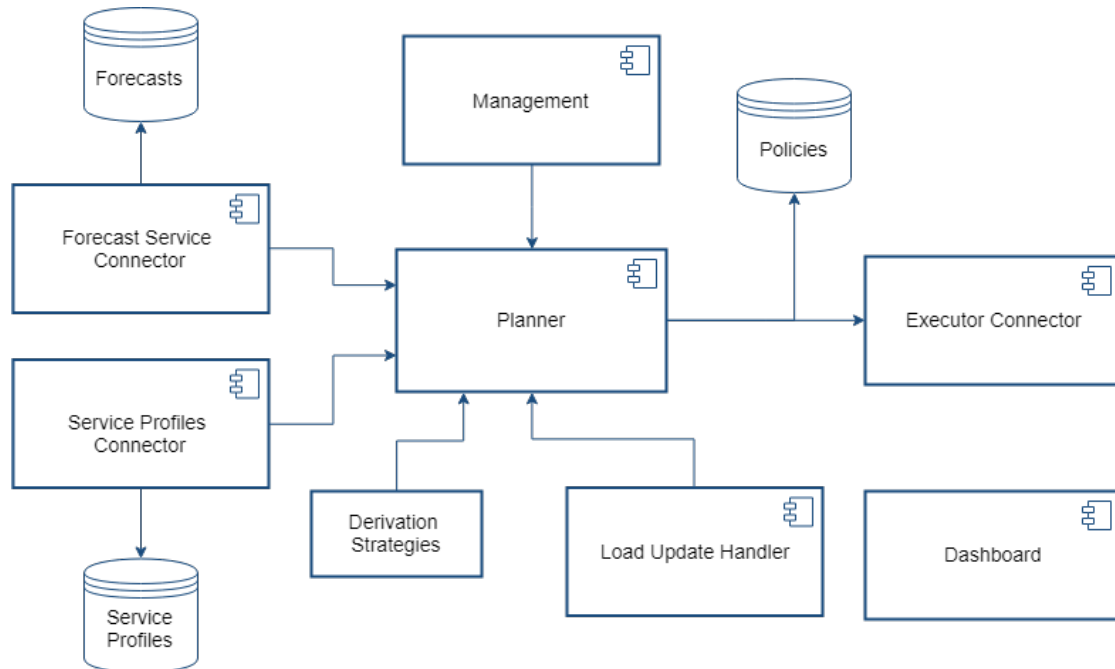 Forecasts
Management
Policies
Forecast Service
Connector
Planner
Executor Connector
Service Profiles
Connector
Derivation
Strategies
Load Update Handler
Dashboard
Service
Profiles